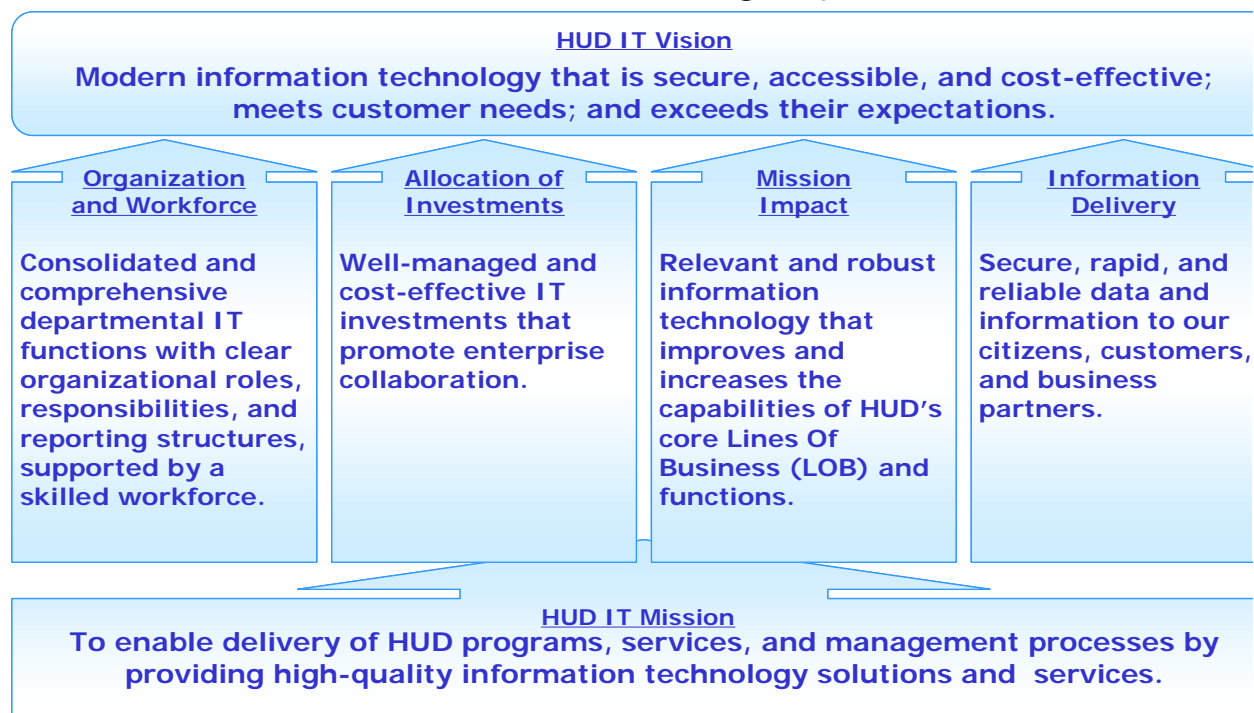 HUD IT Vision
Modern information technology that is secure, accessible, and cost-effective;
meets customer needs; and exceeds their expectations.
Organization
and Workforce
Consolidated and
comprehensive
departmental IT
functions with clear
organizational roles,
responsibilities, and
reporting structures,
supported by a
skilled workforce.
Allocation of
Investments
Well-managed and
cost-effective IT
investments that
promote enterprise
collaboration.
Mission
Impact
Relevant and robust
information
technology that
improves and
increases the
capabilities of HUD's
core Lines Of
Business (LOB) and
functions.
Information
Delivery
Secure, rapid, and
reliable data and
information to our
citizens, customers,
and business
partners.
HUD IT Mission
To enable delivery of HUD programs, services, and management processes by
providing high-quality information technology solutions and  services.